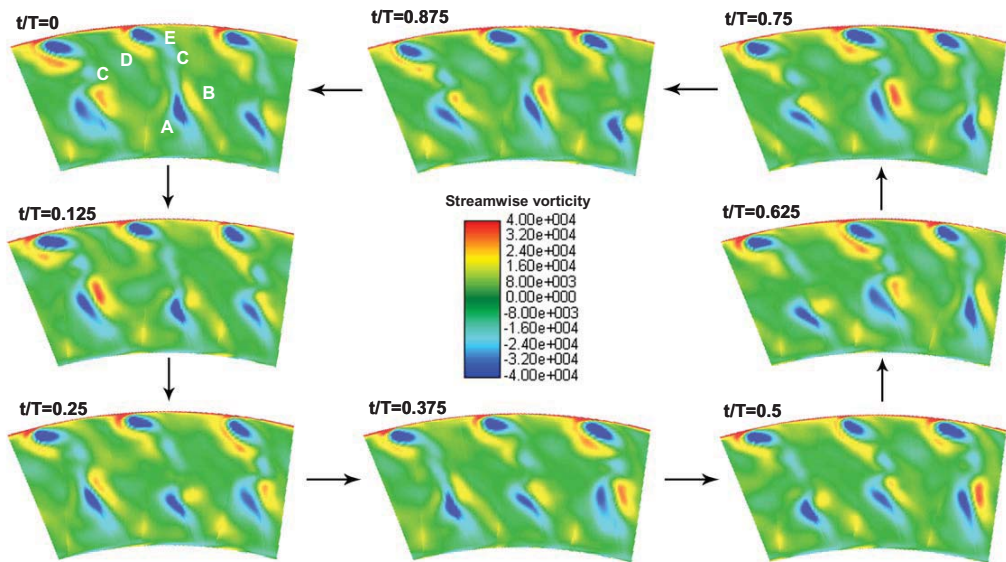 t/T=0
t/T=0.875
t/T=0.75
E
C
D
C
B
A
t/T=0.125
Streamwise vorticity
4.00e+004
3.20e+004
2.40e+004
1.60e+004
8.00e+003
0.00e+000
-8.00e+003
-1.60e+004
-2.40e+004
-3.20e+004
-4.00e+004
t/T=0.625
t/T=0.25
t/T=0.375
t/T=0.5